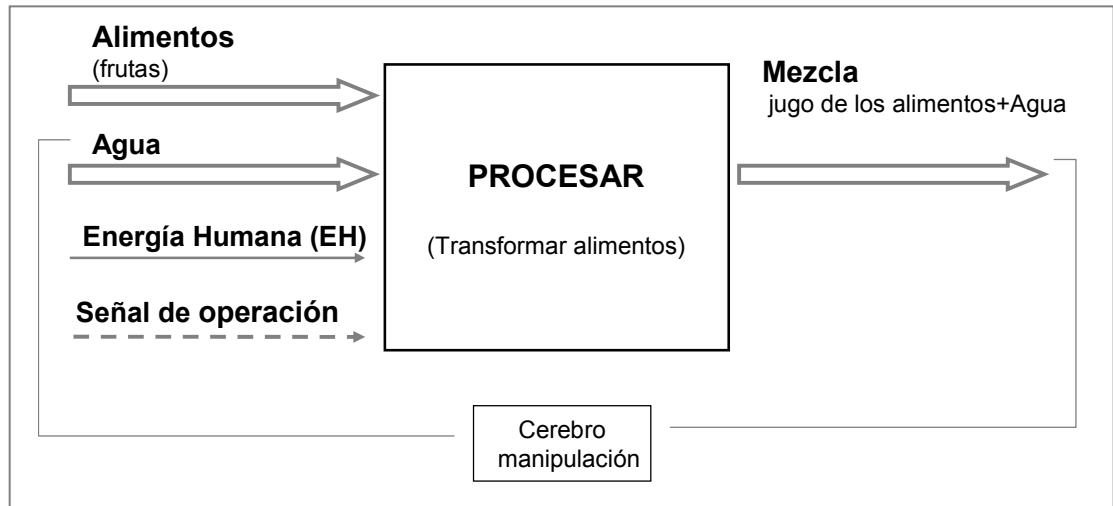 Alimentos
(frutas)
Agua
Energía Humana (EH)
Señal de operación
PROCESAR
(Transformar alimentos)
Mezcla
jugo de los alimentos+Agua
Cerebro
manipulación